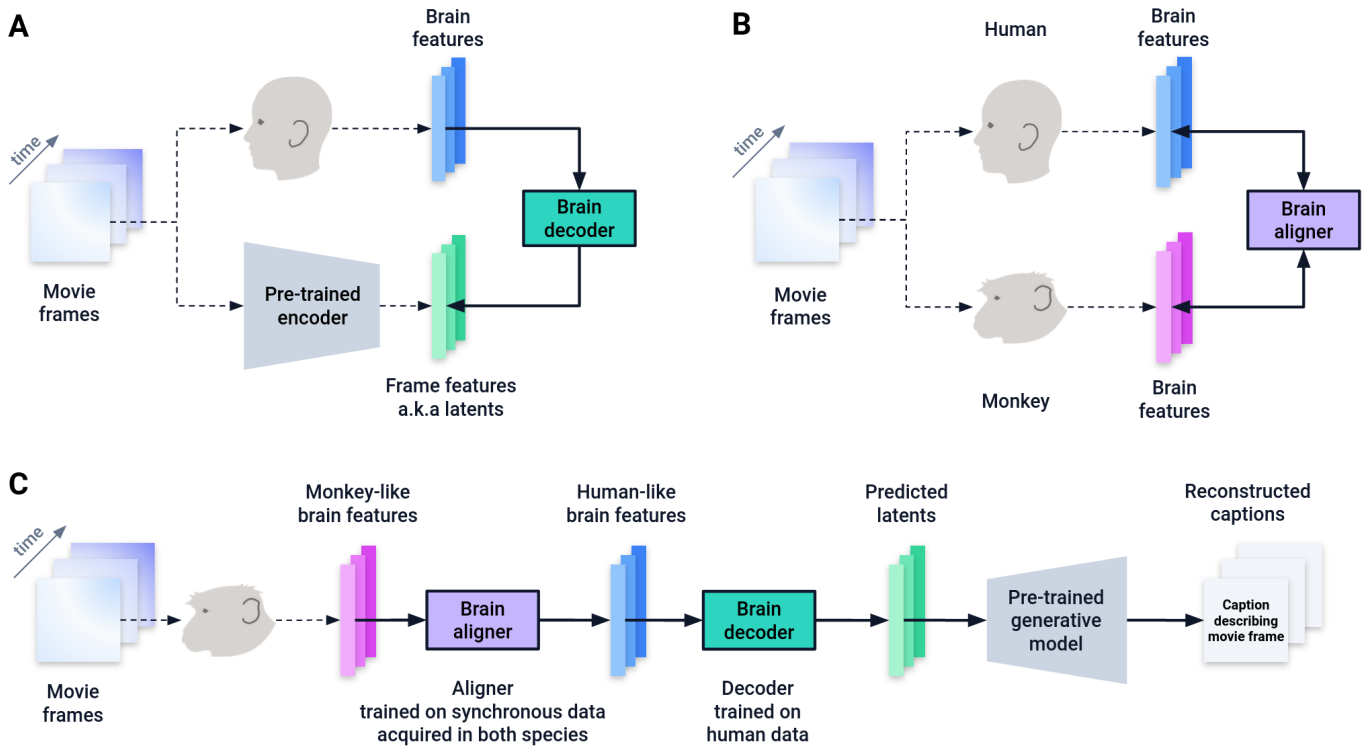 A
Brain
features
time
Movie
frames
Pre-trained
encoder
Brain
decoder
Frame features
a.k.a latents
B
Human
Brain
features
time
Movie
frames
Brain
aligner
Monkey
Brain
features
C
time
Movie
frames
Monkey-like
brain features
Brain
aligner
Aligner
trained on synchronous data
acquired in both species
Human-like
brain features
Brain
decoder
Decoder
trained on
human data
Predicted
latents
Pre-trained
generative
model
Reconstructed
captions
Caption
describing
movie frame